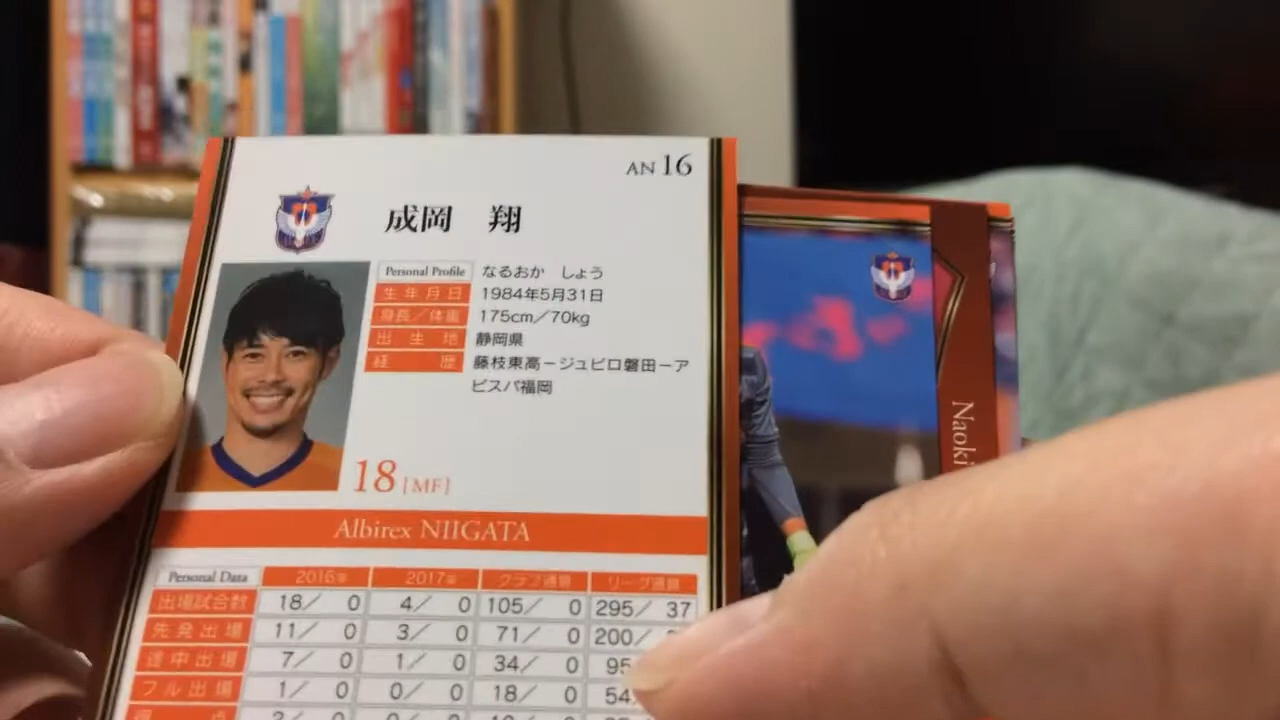 AN 16
成岡 翔
Personal Profile なるおか しょう
生年月日 1984年5月31日
身長/体重 175cm/70kg
出生地 静岡県
経歴 藤枝東高-ジュビロ磐田-ア
ビスパ福岡
18 [MF]
Albirex NIIGATA
Personal Data 2016年 2017年 クラブ通算 リーグ通算
出場試合数 18/ 0 4/ 0 105/ 0 295/ 37
先発出場 11/ 0 3/ 0 71/ 0 200/
途中出場 7/ 0 1/ 0 34/ 0 95
フル出場 1/ 0 0/ 0 18/ 0 54
Naoki